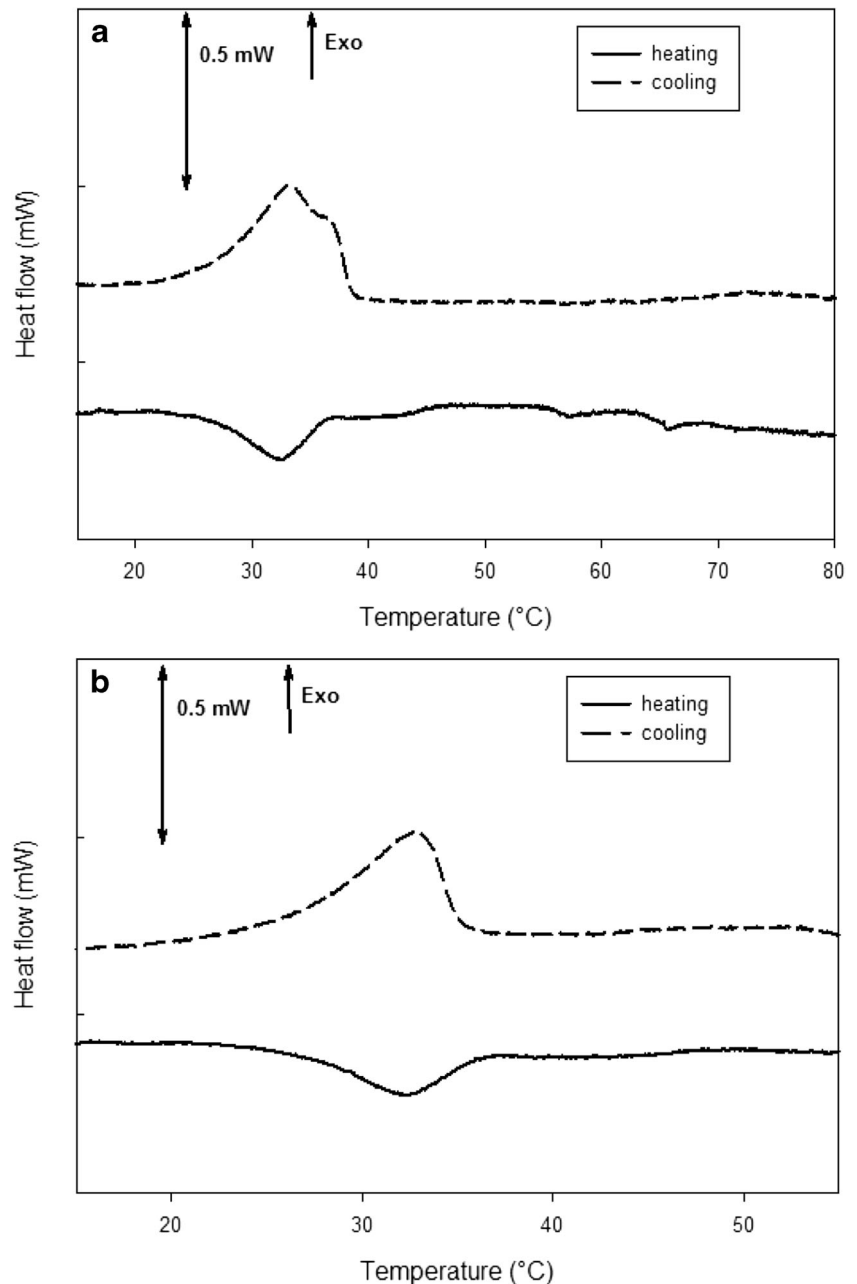 a
0.5 mW
Exo
heating
cooling
Heat flow (mW)
20 30 40 50 60 70 80
Temperature (°C)
b
0.5 mW
Exo
heating
cooling
Heat flow (mW)
20 30 40 50
Temperature (°C)